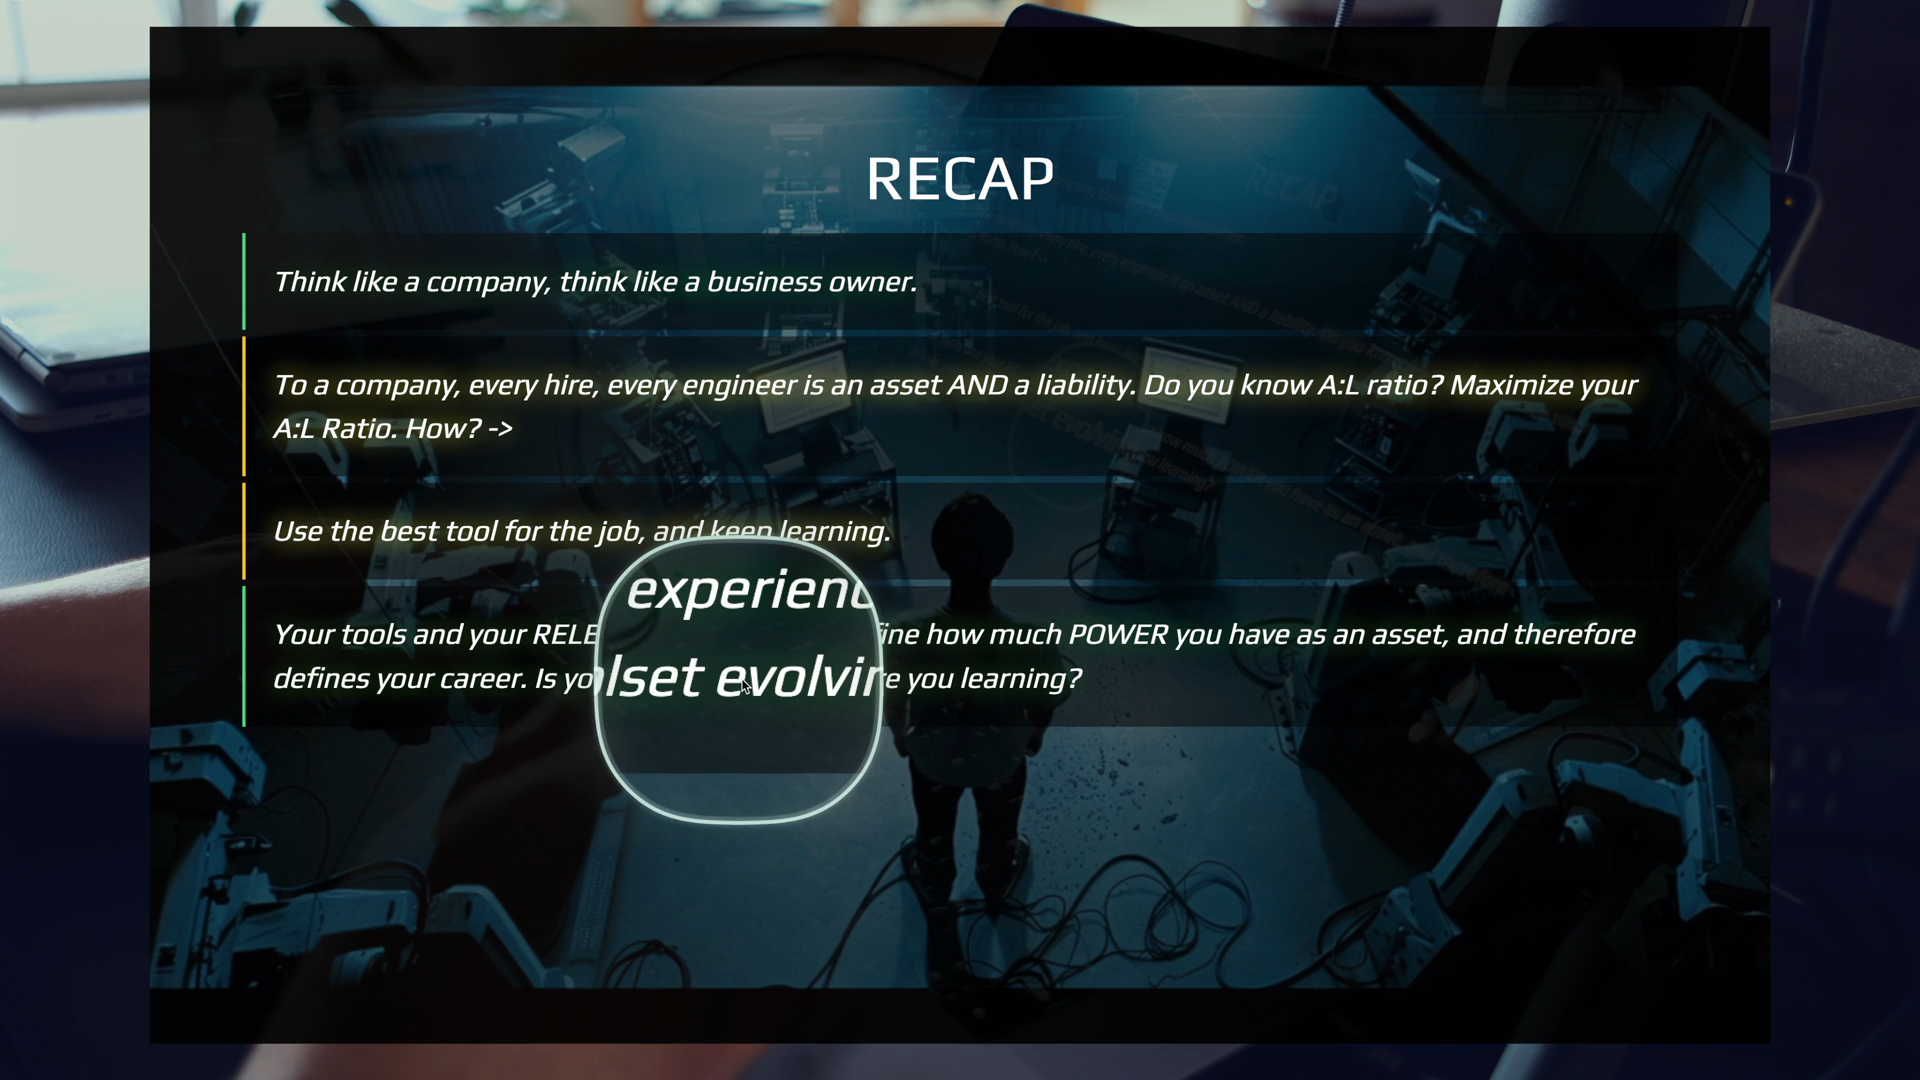 RECAP
Think like a company, think like a business owner.
To a company, every hire, every engineer is an asset AND a liability. Do you know A:L ratio? Maximize your
A:L Ratio. How? ->
Use the best tool for the job, and keep learning.
experienc
Your tools and your RELE ine how much POWER you have as an asset, and therefore
defines your career. Is yo lset evolvin e you learning?